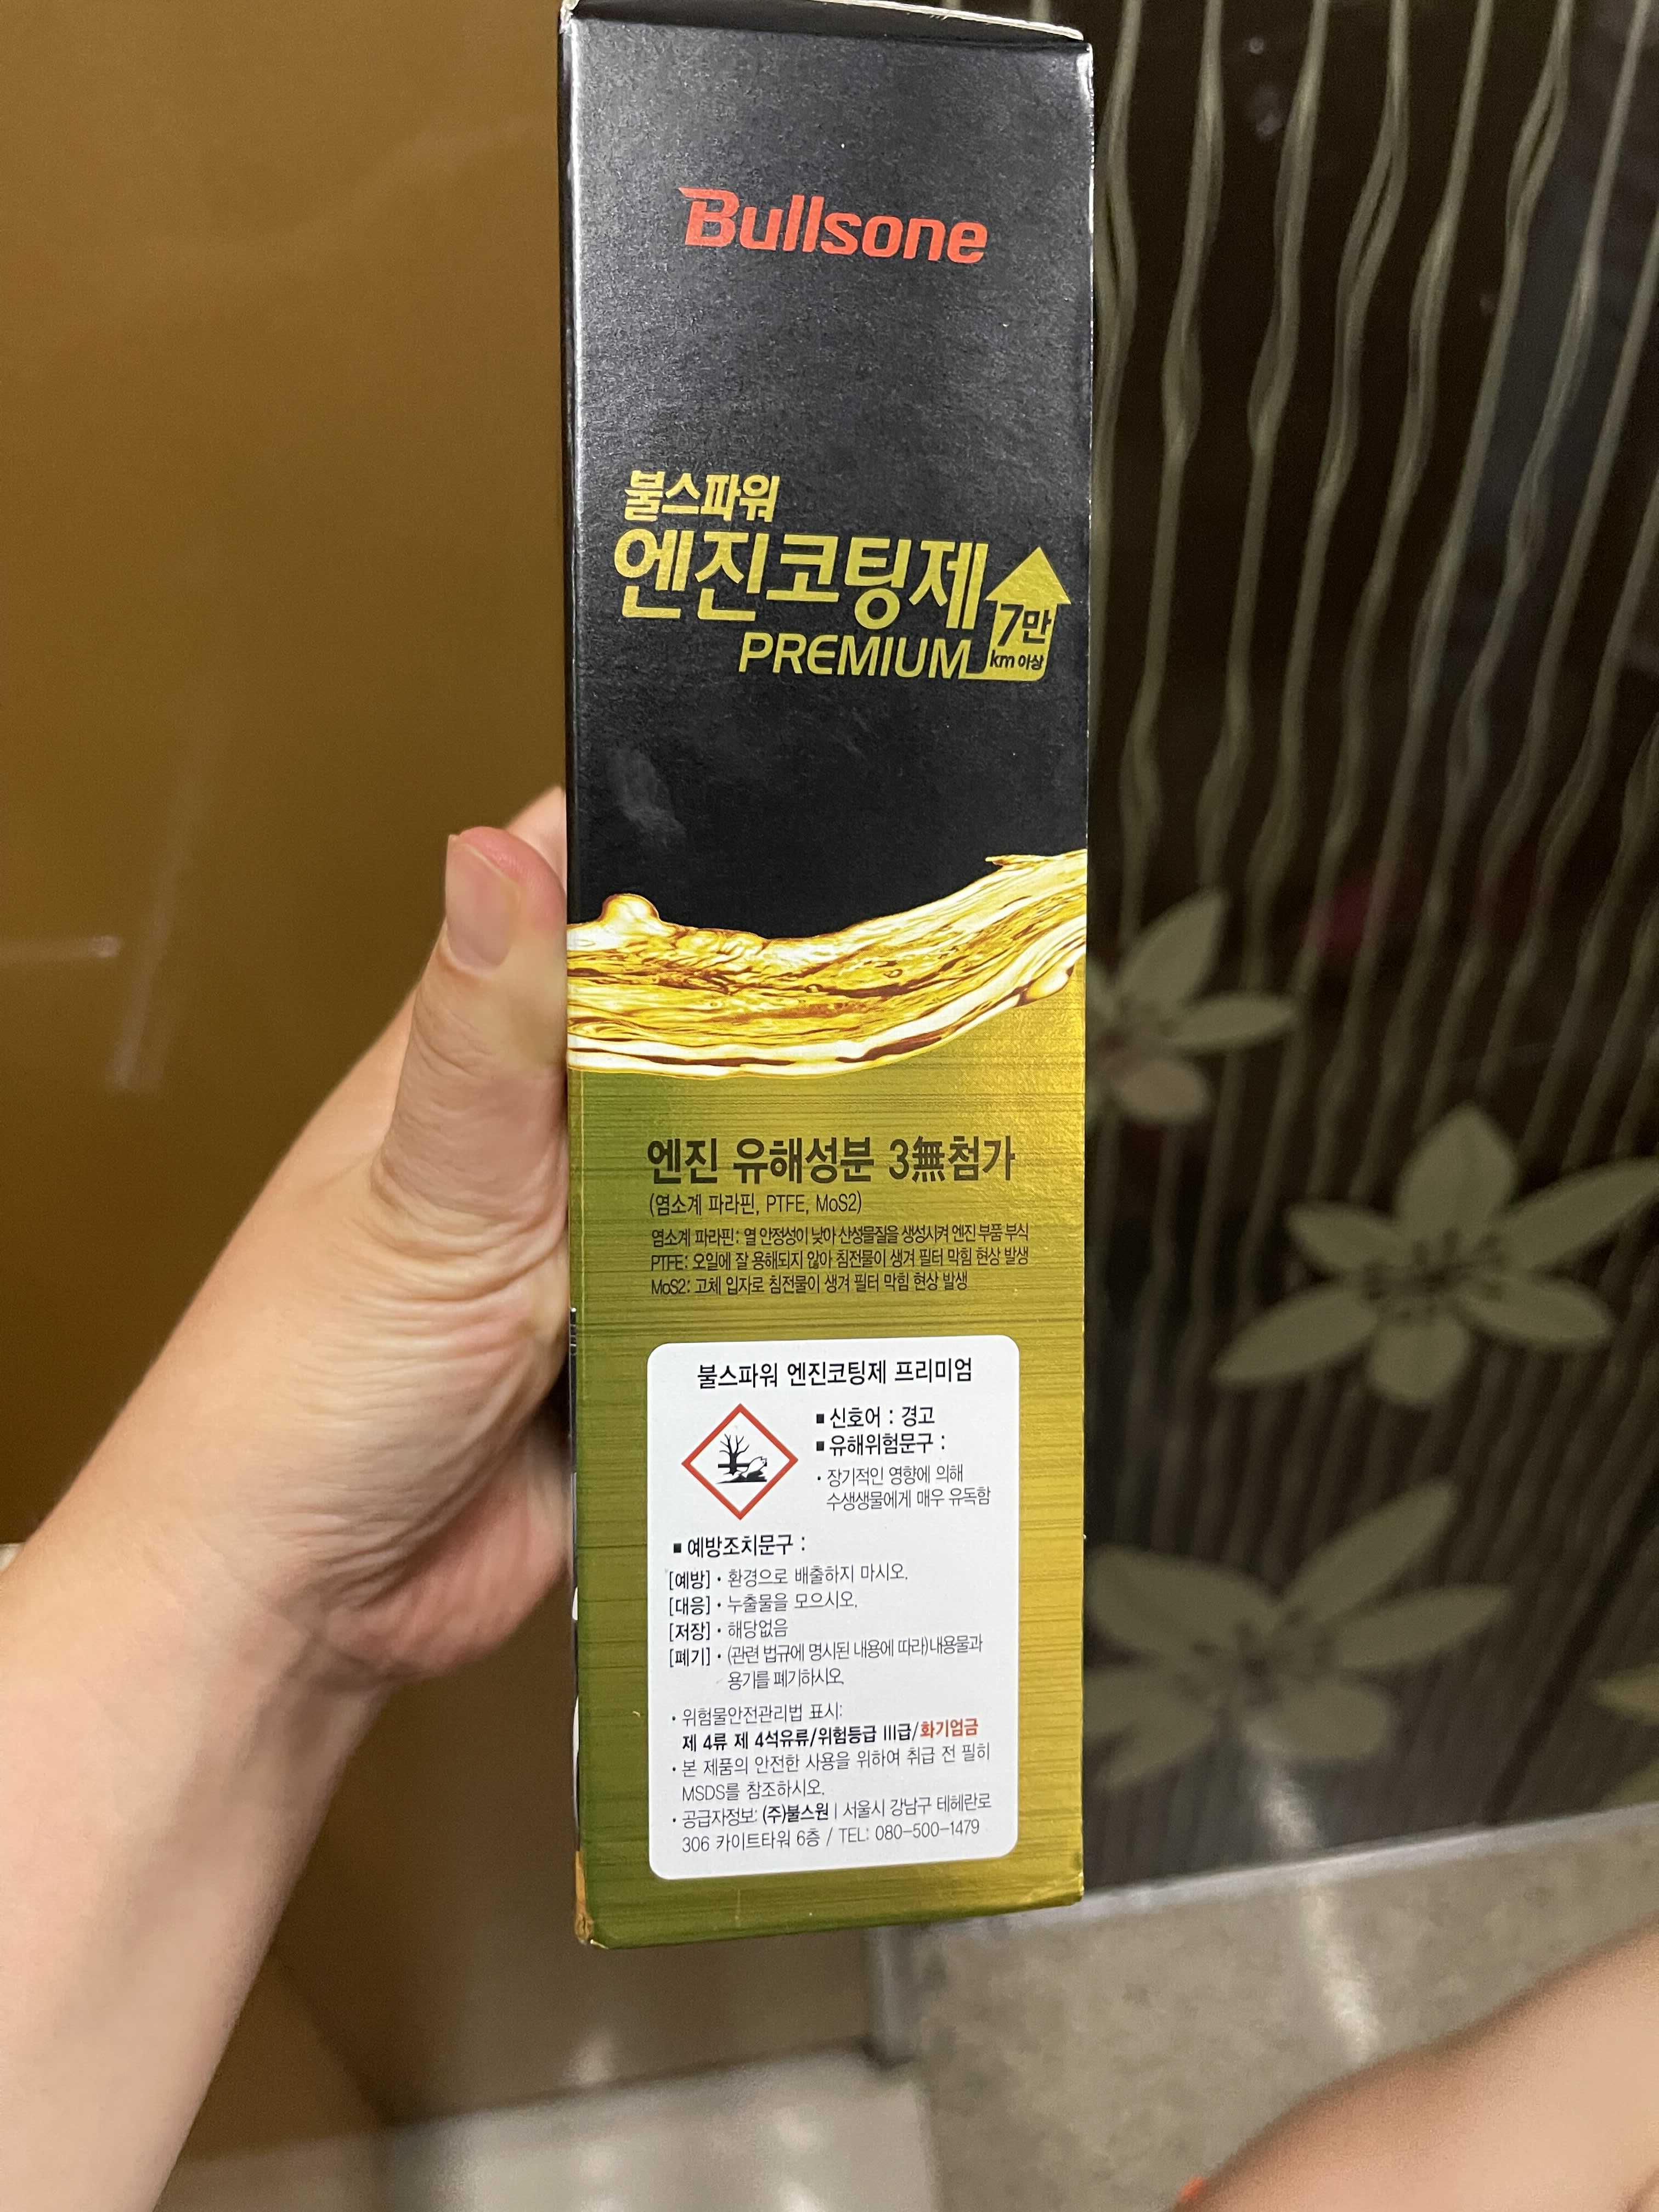 Bullsone
불스파워
엔진코팅제
PREMIUM
7만
km 이상
엔진 유해성분 3無첨가
(염소계 파라핀, PTFE, MoS2)
염소계 파라핀: 열 안정성이 낮아 산성물질을 생성시켜 엔진 부품 부식
PTFE: 오일에 잘 용해되지 않아 침전물이 생겨 필터 막힘 현상 발생
MoS2: 고체 입자로 침전물이 생겨 필터 막힘 현상 발생
불스파워 엔진코팅제 프리미엄
■ 신호어 : 경고
■ 유해위험문구 :
• 장기적인 영향에 의해
수생생물에게 매우 유독함
■ 예방조치문구 :
[예방] • 환경으로 배출하지 마시오.
[대응] • 누출물을 모으시오.
[저장] • 해당없음
[폐기] • (관련 법규에 명시된 내용에 따라)내용물과
용기를 폐기하시오.
• 위험물안전관리법 표시:
제 4류 제 4석유류/위험등급 III급/화기엄금
• 본 제품의 안전한 사용을 위하여 취급 전 필히
MSDS를 참조하시오.
• 공급자정보: (주)불스원 | 서울시 강남구 테헤란로
306 카이트타워 6층 / TEL: 080-500-1479